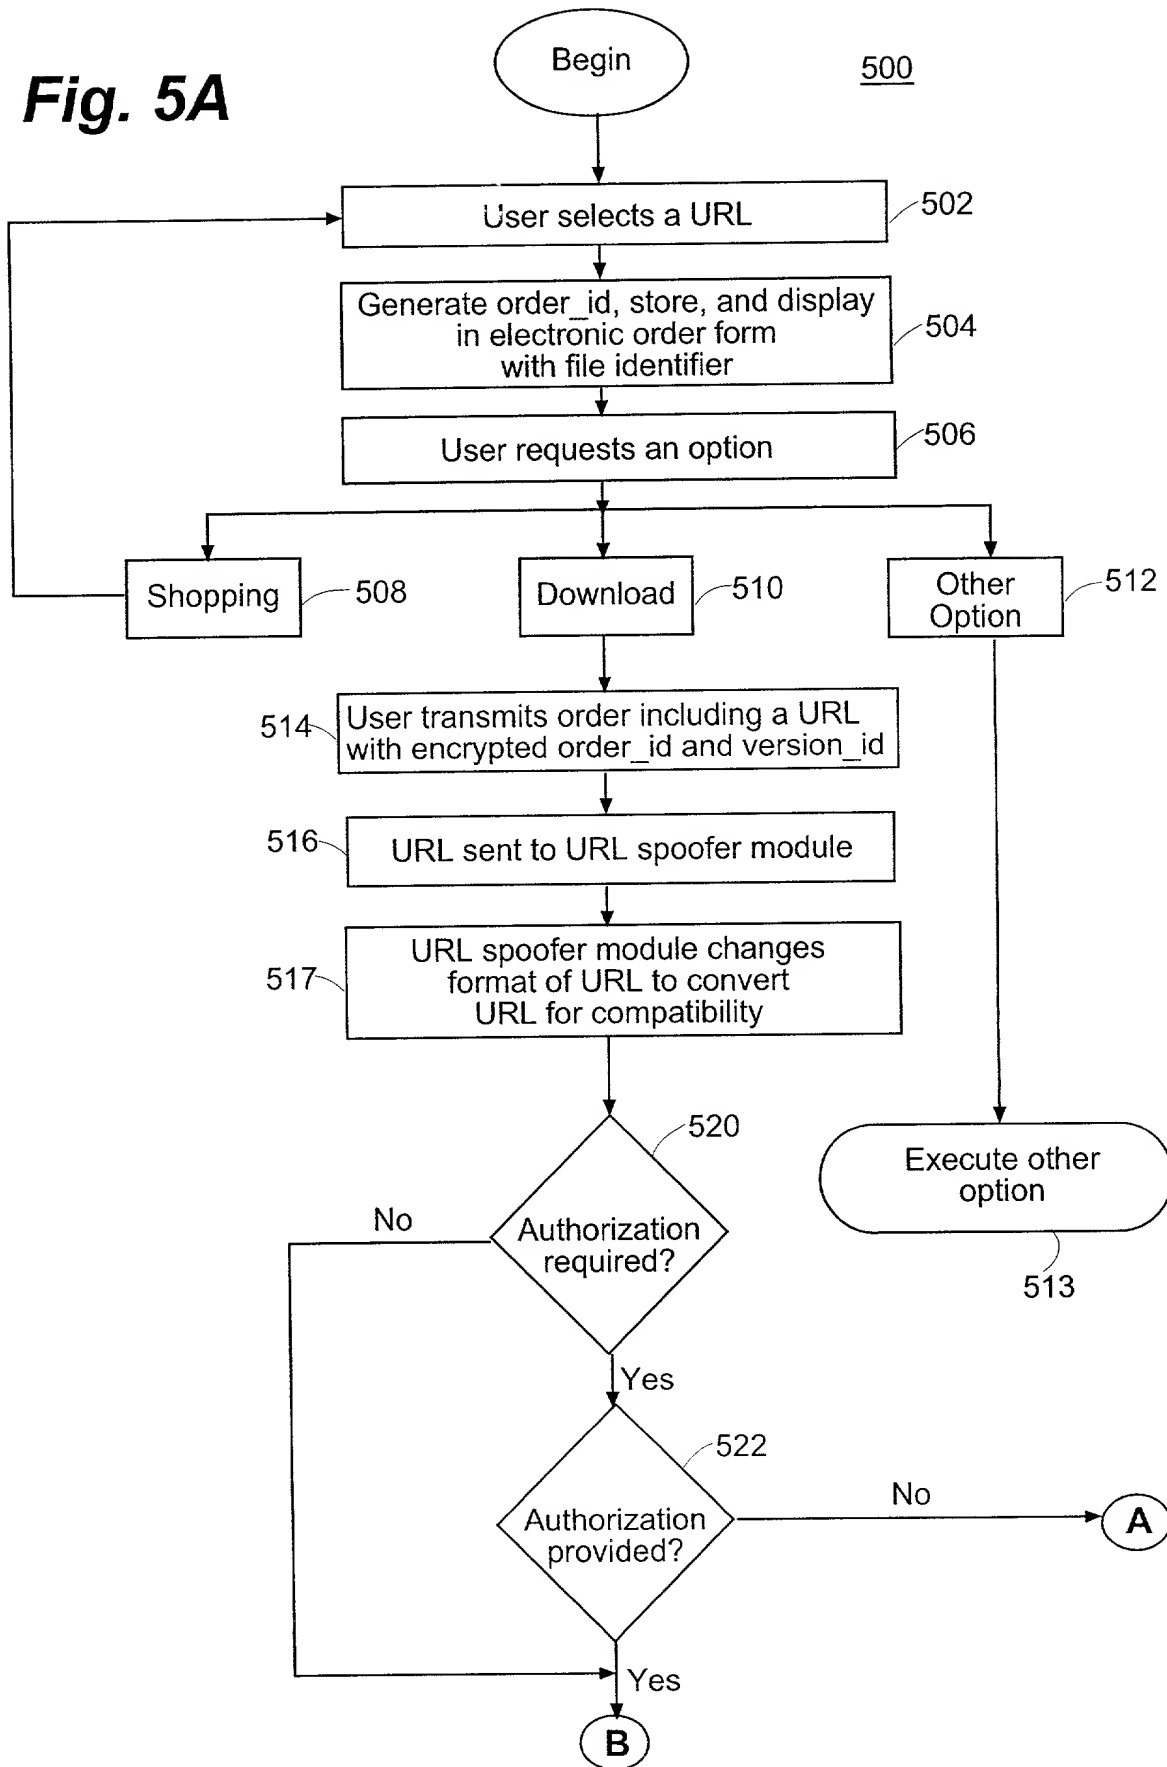 Fig. 5A
Begin
500
User selects a URL
502
Generate order_id, store, and display
in electronic order form
with file identifier
504
User requests an option
506
Shopping
508
Download
510
Other
Option
512
514
User transmits order including a URL
with encrypted order_id and version_id
516
URL sent to URL spoofer module
517
URL spoofer module changes
format of URL to convert
URL for compatibility
520
Authorization
required?
No
Yes
Execute other
option
513
522
Authorization
provided?
No
A
Yes
B